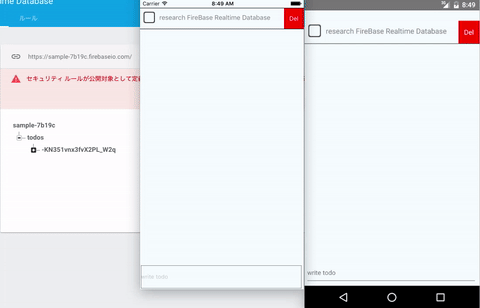 me Database
ルール
https://sample-7b19c.firebaseio.com/
セキュリティ ルールが公開対象として定
sample-7b19c
todos
-KN351vnx3fvX2PL_W2q
Carrier
8:49 AM
research FireBase Realtime Database
Del
write todo
8:49
research FireBase Realtime Database
Del
write todo